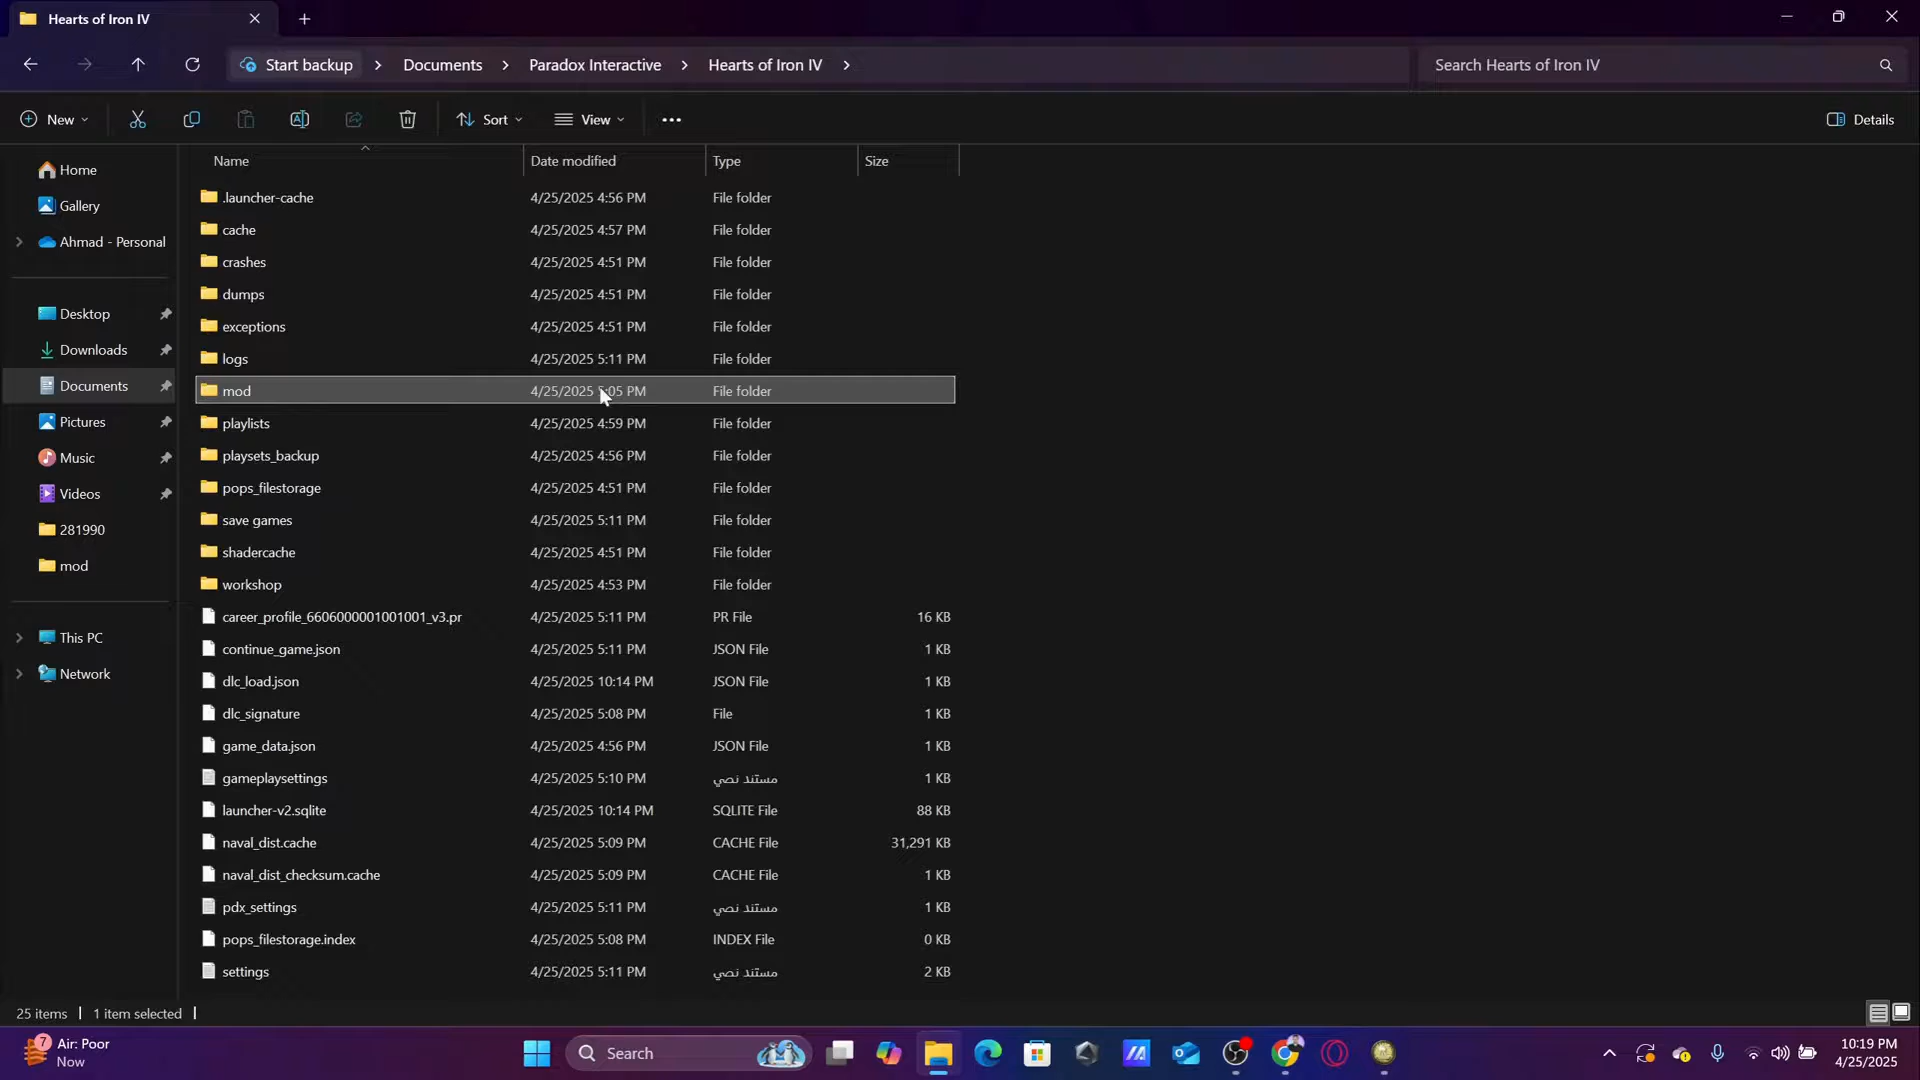 Hearts of Iron IV
Start backup > Documents > Paradox Interactive > Hearts of Iron IV >
Search Hearts of Iron IV
New
Sort
View
Details
Name
Date modified
Type
Size
Home
Gallery
Ahmad - Personal
Desktop
Downloads
Documents
Pictures
Music
Videos
281990
mod
This PC
Network
.launcher-cache 4/25/2025 4:56 PM File folder
cache 4/25/2025 4:57 PM File folder
crashes 4/25/2025 4:51 PM File folder
dumps 4/25/2025 4:51 PM File folder
exceptions 4/25/2025 4:51 PM File folder
logs 4/25/2025 5:11 PM File folder
mod 4/25/2025 5:05 PM File folder
playlists 4/25/2025 4:59 PM File folder
playsets_backup 4/25/2025 4:56 PM File folder
pops_filestorage 4/25/2025 4:51 PM File folder
save games 4/25/2025 5:11 PM File folder
shadercache 4/25/2025 4:51 PM File folder
workshop 4/25/2025 4:53 PM File folder
career_profile_6606000001001001_v3.pr 4/25/2025 5:11 PM PR File 16 KB
continue_game.json 4/25/2025 5:11 PM JSON File 1 KB
dlc_load.json 4/25/2025 10:14 PM JSON File 1 KB
dlc_signature 4/25/2025 5:08 PM File 1 KB
game_data.json 4/25/2025 4:56 PM JSON File 1 KB
gameplaysettings 4/25/2025 5:10 PM مستند نصي 1 KB
launcher-v2.sqlite 4/25/2025 10:14 PM SQLITE File 88 KB
naval_dist.cache 4/25/2025 5:09 PM CACHE File 31,291 KB
naval_dist_checksum.cache 4/25/2025 5:09 PM CACHE File 1 KB
pdx_settings 4/25/2025 5:11 PM مستند نصي 1 KB
pops_filestorage.index 4/25/2025 5:08 PM INDEX File 0 KB
settings 4/25/2025 5:11 PM مستند نصي 2 KB
25 items
1 item selected
7
Air: Poor
Now
Search
10:19 PM
4/25/2025